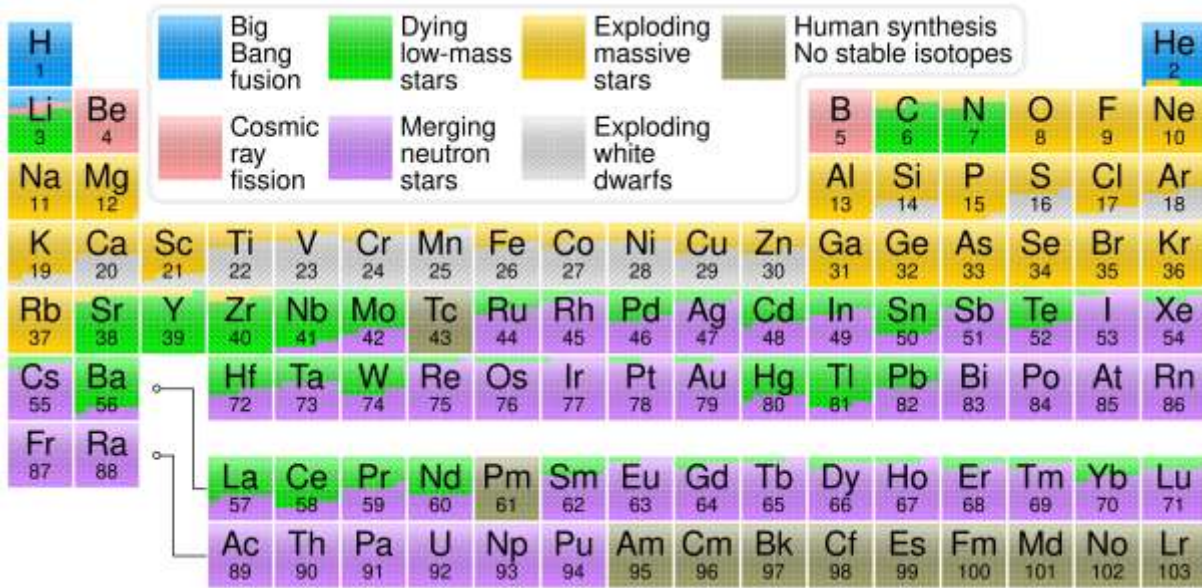 Big Bang fusion
Dying low-mass stars
Exploding massive stars
Human synthesis No stable isotopes
Cosmic ray fission
Merging neutron stars
Exploding white dwarfs
H He
1 2
Li Be B C N O F Ne
3 4 5 6 7 8 9 10
Na Mg Al Si P S Cl Ar
11 12 13 14 15 16 17 18
K Ca Sc Ti V Cr Mn Fe Co Ni Cu Zn Ga Ge As Se Br Kr
19 20 21 22 23 24 25 26 27 28 29 30 31 32 33 34 35 36
Rb Sr Y Zr Nb Mo Tc Ru Rh Pd Ag Cd In Sn Sb Te I Xe
37 38 39 40 41 42 43 44 45 46 47 48 49 50 51 52 53 54
Cs Ba Hf Ta W Re Os Ir Pt Au Hg Tl Pb Bi Po At Rn
55 56 72 73 74 75 76 77 78 79 80 81 82 83 84 85 86
Fr Ra
87 88
La Ce Pr Nd Pm Sm Eu Gd Tb Dy Ho Er Tm Yb Lu
57 58 59 60 61 62 63 64 65 66 67 68 69 70 71
Ac Th Pa U Np Pu Am Cm Bk Cf Es Fm Md No Lr
89 90 91 92 93 94 95 96 97 98 99 100 101 102 103